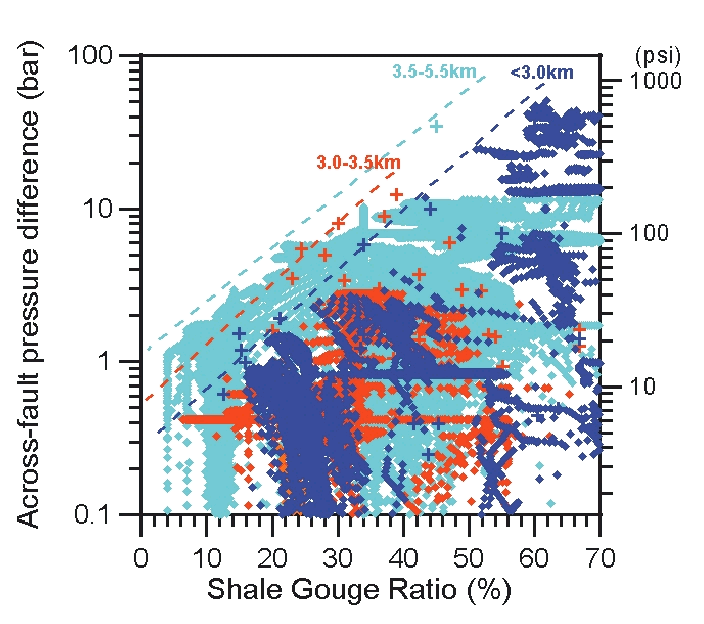 100
(psi)
3.5-5.5km
<3.0km
1000
3.0-3.5km
Across-fault pressure difference (bar)
10
100
1
10
0.1
0 10 20 30 40 50 60 70
Shale Gouge Ratio (%)